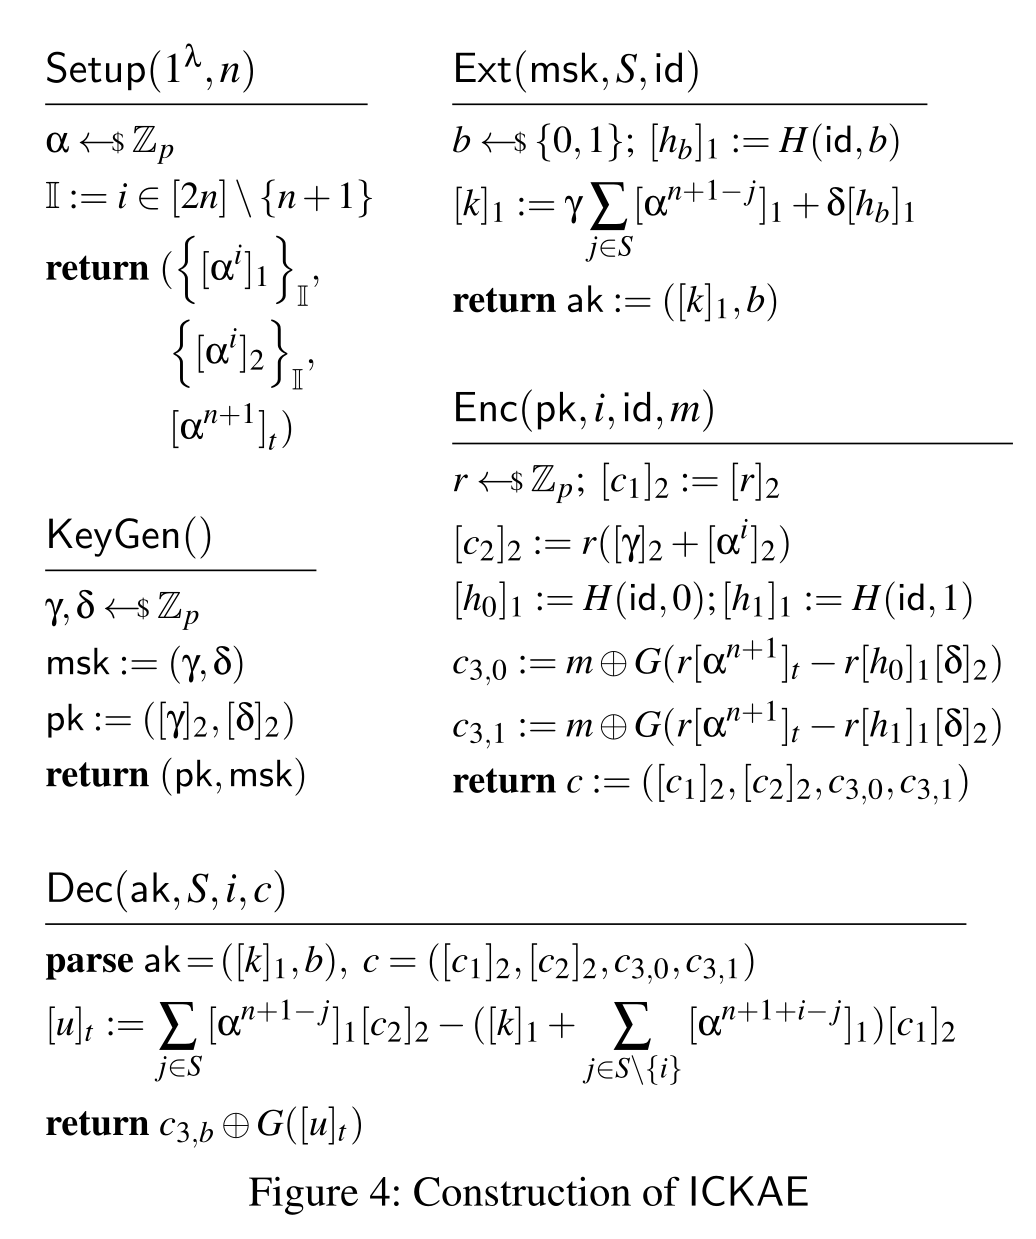 Setup(1^λ, n)
α ←$ ℤ_p
𝕀 := i ∈ [2n] \ {n + 1}
return ({[α^i]_1}_𝕀,
{[α^i]_2}_𝕀,
[α^{n+1}]_t)
KeyGen()
γ, δ ←$ ℤ_p
msk := (γ, δ)
pk := ([γ]_2, [δ]_2)
return (pk, msk)
Ext(msk, S, id)
b ←$ {0, 1}; [h_b]_1 := H(id, b)
[k]_1 := γ ∑_{j∈S} [α^{n+1−j}]_1 + δ[h_b]_1
return ak := ([k]_1, b)
Enc(pk, i, id, m)
r ←$ ℤ_p; [c_1]_2 := [r]_2
[c_2]_2 := r([γ]_2 + [α^i]_2)
[h_0]_1 := H(id, 0); [h_1]_1 := H(id, 1)
c_{3,0} := m ⊕ G(r[α^{n+1}]_t − r[h_0]_1[δ]_2)
c_{3,1} := m ⊕ G(r[α^{n+1}]_t − r[h_1]_1[δ]_2)
return c := ([c_1]_2, [c_2]_2, c_{3,0}, c_{3,1})
Dec(ak, S, i, c)
parse ak = ([k]_1, b), c = ([c_1]_2, [c_2]_2, c_{3,0}, c_{3,1})
[u]_t := ∑_{j∈S} [α^{n+1−j}]_1[c_2]_2 − ([k]_1 + ∑_{j∈S\{i}} [α^{n+1+i−j}]_1)[c_1]_2
return c_{3,b} ⊕ G([u]_t)
Figure 4: Construction of ICKAE